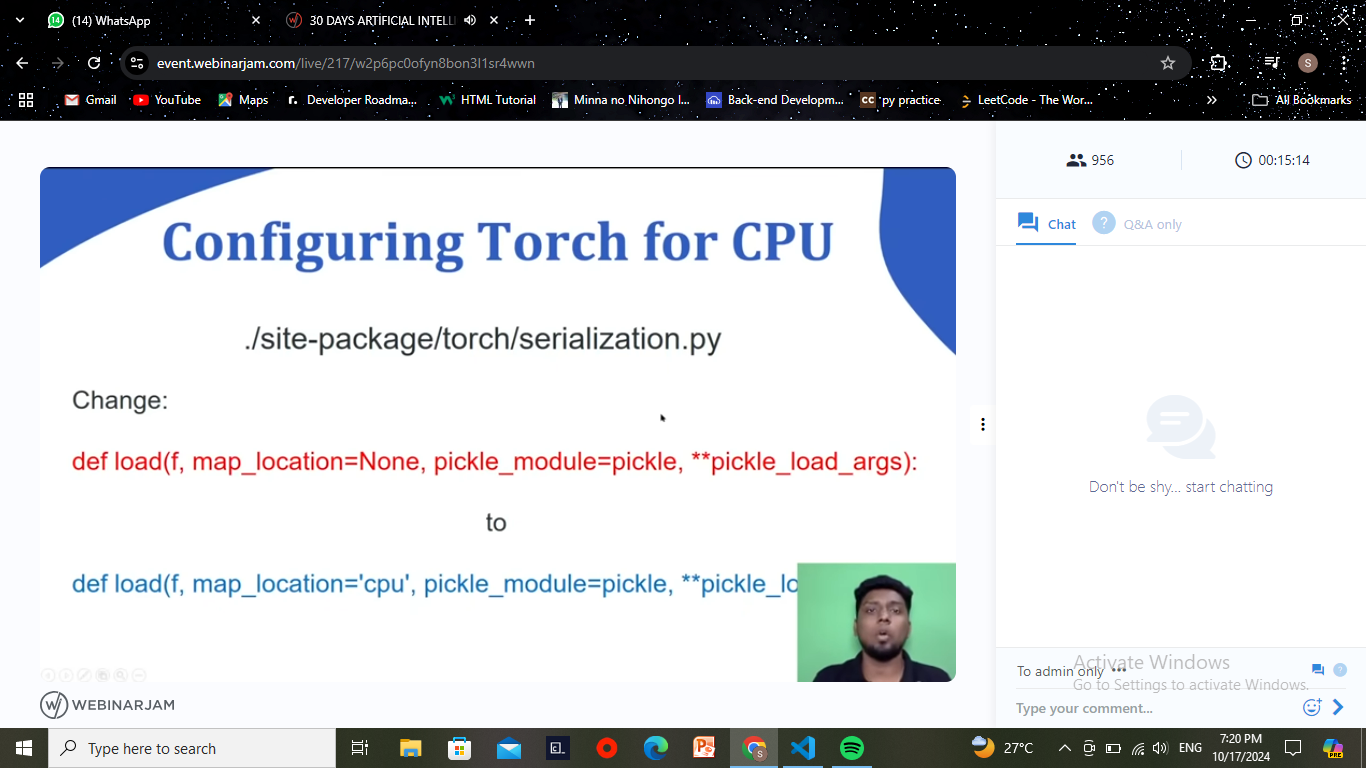 (14) WhatsApp
30 DAYS ARTIFICIAL INTELLI
event.webinarjam.com/live/217/w2p6pc0ofyn8bon3l1sr4wwn
S
Gmail
YouTube
Maps
r. Developer Roadma...
HTML Tutorial
Minna no Nihongo I...
Back-end Developm...
CC py practice
LeetCode - The Wor...
»
All Bookmarks
956
00:15:14
Chat
? Q&A only
Configuring Torch for CPU
./site-package/torch/serialization.py
Change:
def load(f, map_location=None, pickle_module=pickle, **pickle_load_args):
to
def load(f, map_location='cpu', pickle_module=pickle, **pickle_lo
Don't be shy... start chatting
To admin only
Activate Windows
Go to Settings to activate Windows.
Type your comment...
WEBINARJAM
Type here to search
27°C
ENG
7:20 PM
10/17/2024
PRE